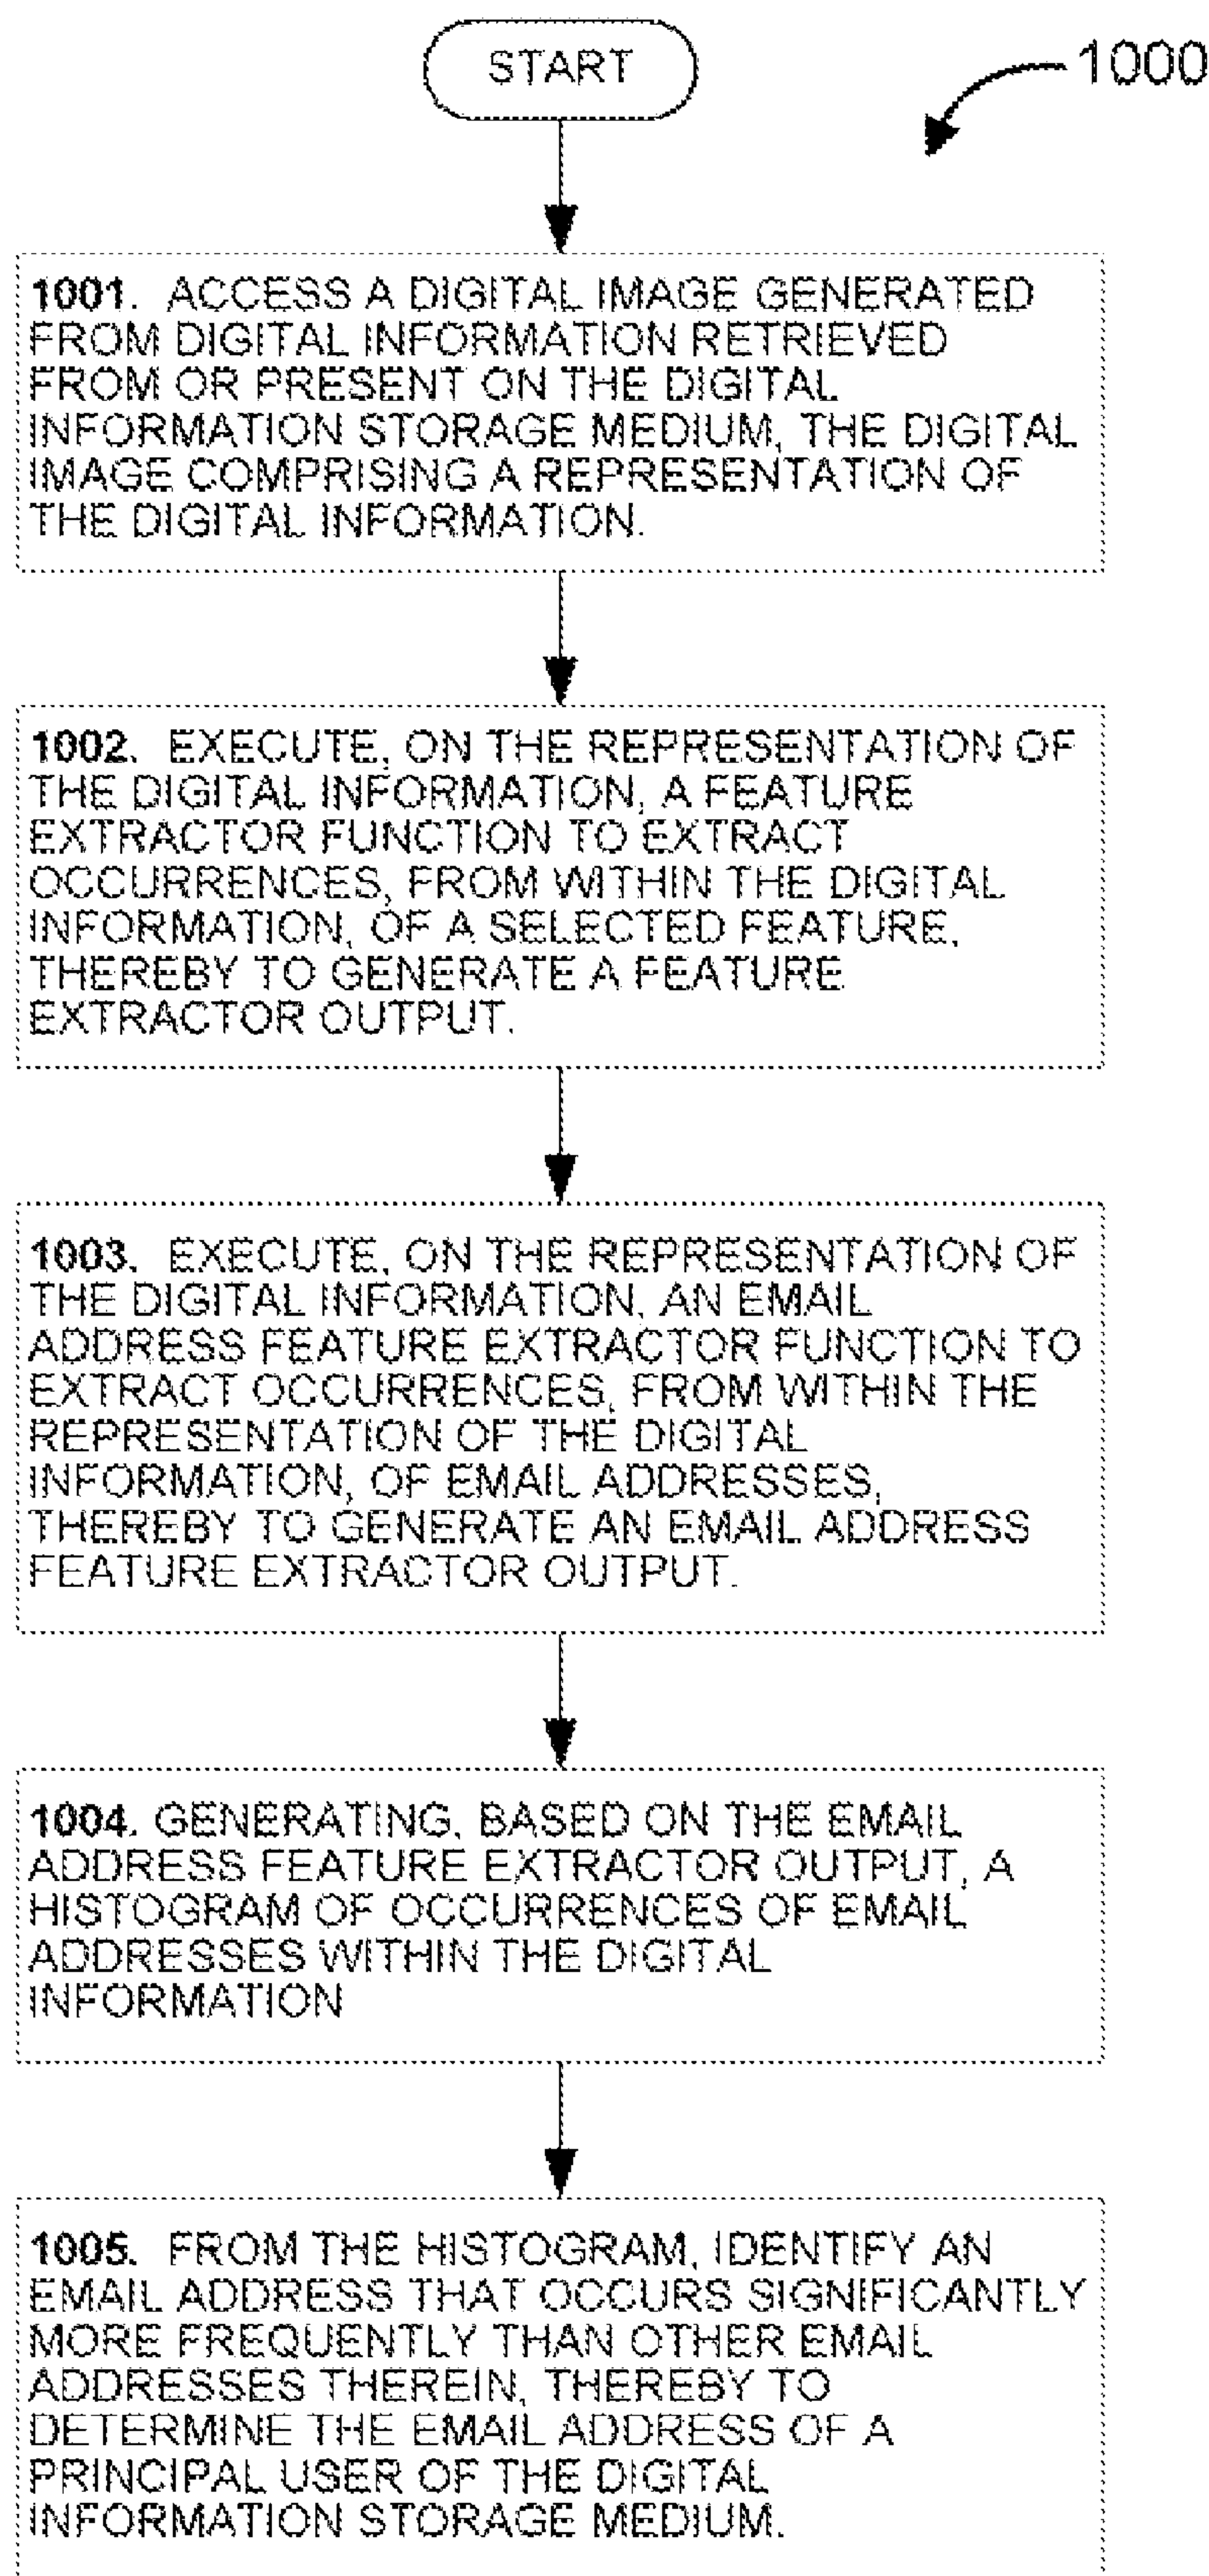 START
1000
1001. ACCESS A DIGITAL IMAGE GENERATED
FROM DIGITAL INFORMATION RETRIEVED
FROM OR PRESENT ON THE DIGITAL
INFORMATION STORAGE MEDIUM, THE DIGITAL
IMAGE COMPRISING A REPRESENTATION OF
THE DIGITAL INFORMATION.
1002. EXECUTE, ON THE REPRESENTATION OF
THE DIGITAL INFORMATION, A FEATURE
EXTRACTOR FUNCTION TO EXTRACT
OCCURRENCES, FROM WITHIN THE DIGITAL
INFORMATION, OF A SELECTED FEATURE,
THEREBY TO GENERATE A FEATURE
EXTRACTOR OUTPUT.
1003. EXECUTE, ON THE REPRESENTATION OF
THE DIGITAL INFORMATION, AN EMAIL
ADDRESS FEATURE EXTRACTOR FUNCTION TO
EXTRACT OCCURRENCES, FROM WITHIN THE
REPRESENTATION OF THE DIGITAL
INFORMATION, OF EMAIL ADDRESSES,
THEREBY TO GENERATE AN EMAIL ADDRESS
FEATURE EXTRACTOR OUTPUT.
1004. GENERATING, BASED ON THE EMAIL
ADDRESS FEATURE EXTRACTOR OUTPUT, A
HISTOGRAM OF OCCURRENCES OF EMAIL
ADDRESSES WITHIN THE DIGITAL
INFORMATION
1005. FROM THE HISTOGRAM, IDENTIFY AN
EMAIL ADDRESS THAT OCCURS SIGNIFICANTLY
MORE FREQUENTLY THAN OTHER EMAIL
ADDRESSES THEREIN, THEREBY TO
DETERMINE THE EMAIL ADDRESS OF A
PRINCIPAL USER OF THE DIGITAL
INFORMATION STORAGE MEDIUM.